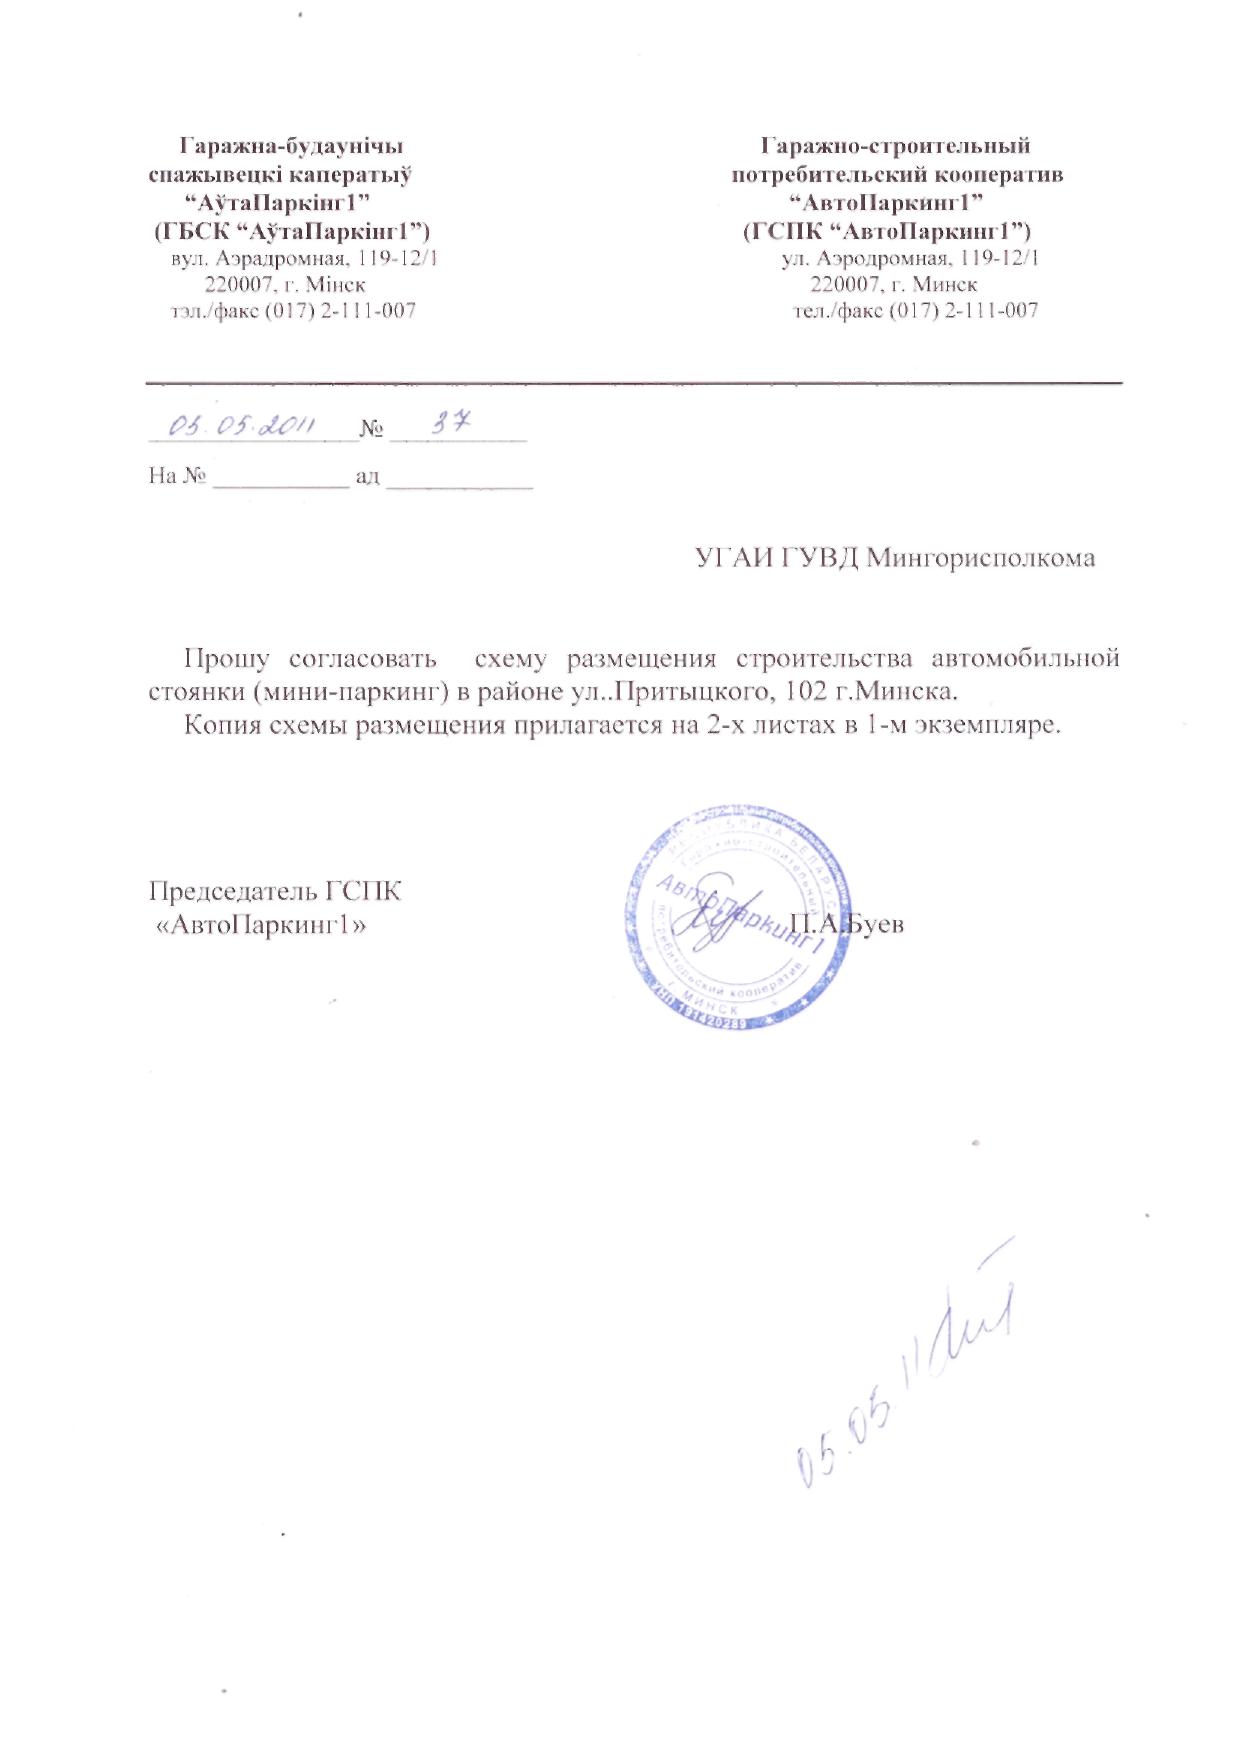 Гаражна-будаунічы
спажывецкі каператыў
“АўтаПаркінг1”
(ГБСК “АўтаПаркінг1”)
вул. Аэрадромная, 119-12/1
220007, г. Мінск
тэл./факс (017) 2-111-007
Гаражно-строительный
потребительский кооператив
“АвтоПаркинг1”
(ГСПК “АвтоПаркинг1”)
ул. Аэродромная, 119-12/1
220007, г. Минск
тел./факс (017) 2-111-007
05.05.2011 № 37
На № __________ ад __________
УГАИ ГУВД Мингорисполкома
Прошу согласовать схему размещения строительства автомобильной
стоянки (мини-паркинг) в районе ул..Притыцкого, 102 г.Минска.
Копия схемы размещения прилагается на 2-х листах в 1-м экземпляре.
Председатель ГСПК
«АвтоПаркинг1» П.А.Буев
РЕСПУБЛИКА БЕЛАРУСЬ
Гаражно-строительный
АвтоПаркинг1
потребительский кооператив
г. МИНСК
УНП 191420289
05.05.11